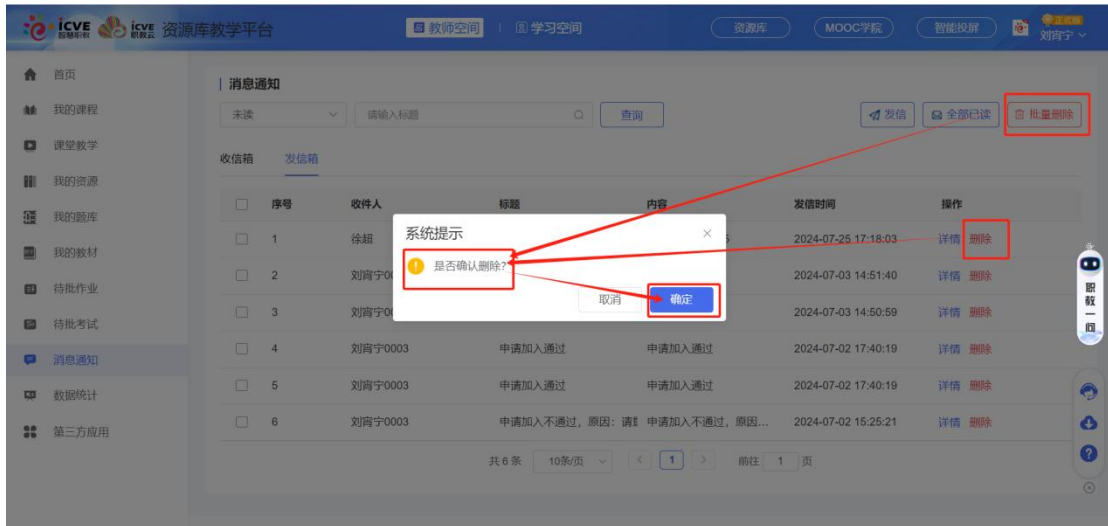 icve 智慧职教 icve 职教云 资源库教学平台 教师空间 学习空间 资源库 MOOC学院 智能投屏 正式版 刘宵宁
首页
我的课程
课堂教学
我的资源
我的题库
我的教材
待批作业
待批考试
消息通知
数据统计
第三方应用
消息通知
未读 请输入标题 查询 发信 全部已读 批量删除
收信箱 发信箱
序号 收件人 标题 内容 发信时间 操作
1 徐超 2024-07-25 17:18:03 详情 删除
2 刘宵宁 2024-07-03 14:51:40 详情 删除
3 刘宵宁 2024-07-03 14:50:59 详情 删除
4 刘宵宁0003 申请加入通过 申请加入通过 2024-07-02 17:40:19 详情 删除
5 刘宵宁0003 申请加入通过 申请加入通过 2024-07-02 17:40:19 详情 删除
6 刘宵宁0003 申请加入不通过，原因：请 申请加入不通过，原因... 2024-07-02 15:25:21 详情 删除
共 6 条 10条/页 1 前往 1 页
系统提示
是否确认删除?
取消 确定
职教一问